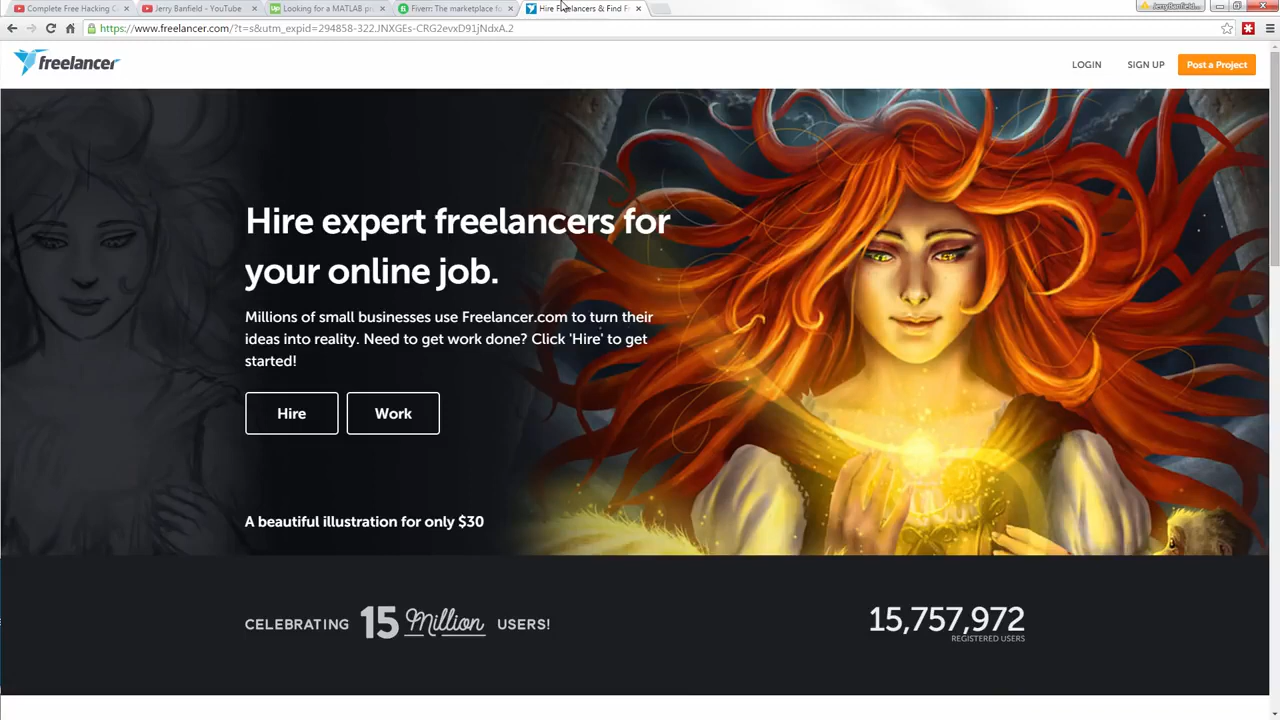 Complete Free Hacking C
Jerry Banfield - YouTube
Looking for a MATLAB pr
Fiverr: The marketplace fo
Hire Freelancers & Find Fr
JerryBanfield...
https://www.freelancer.com/?t=s&utm_expid=294858-322.JNXGEs-CRG2evxD91jNdxA.2
freelancer
LOGIN
SIGN UP
Post a Project
Hire expert freelancers for
your online job.
Millions of small businesses use Freelancer.com to turn their
ideas into reality. Need to get work done? Click 'Hire' to get
started!
Hire
Work
A beautiful illustration for only $30
CELEBRATING 15 Million USERS!
15,757,972
REGISTERED USERS